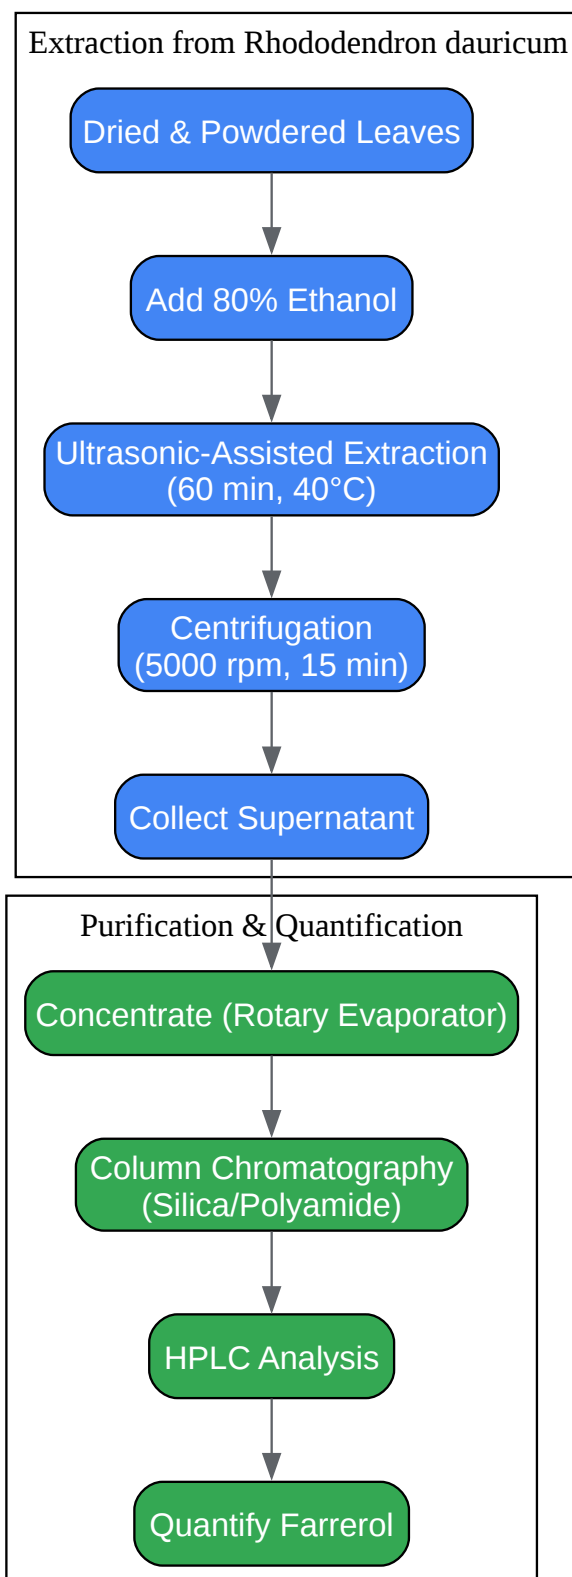 Extraction from Rhododendron dauricum
Dried & Powdered Leaves
Add 80% Ethanol
Ultrasonic-Assisted Extraction
(60 min, 40°C)
Centrifugation
(5000 rpm, 15 min)
Collect Supernatant
Purification & Quantification
Concentrate (Rotary Evaporator)
Column Chromatography
(Silica/Polyamide)
HPLC Analysis
Quantify Farrerol